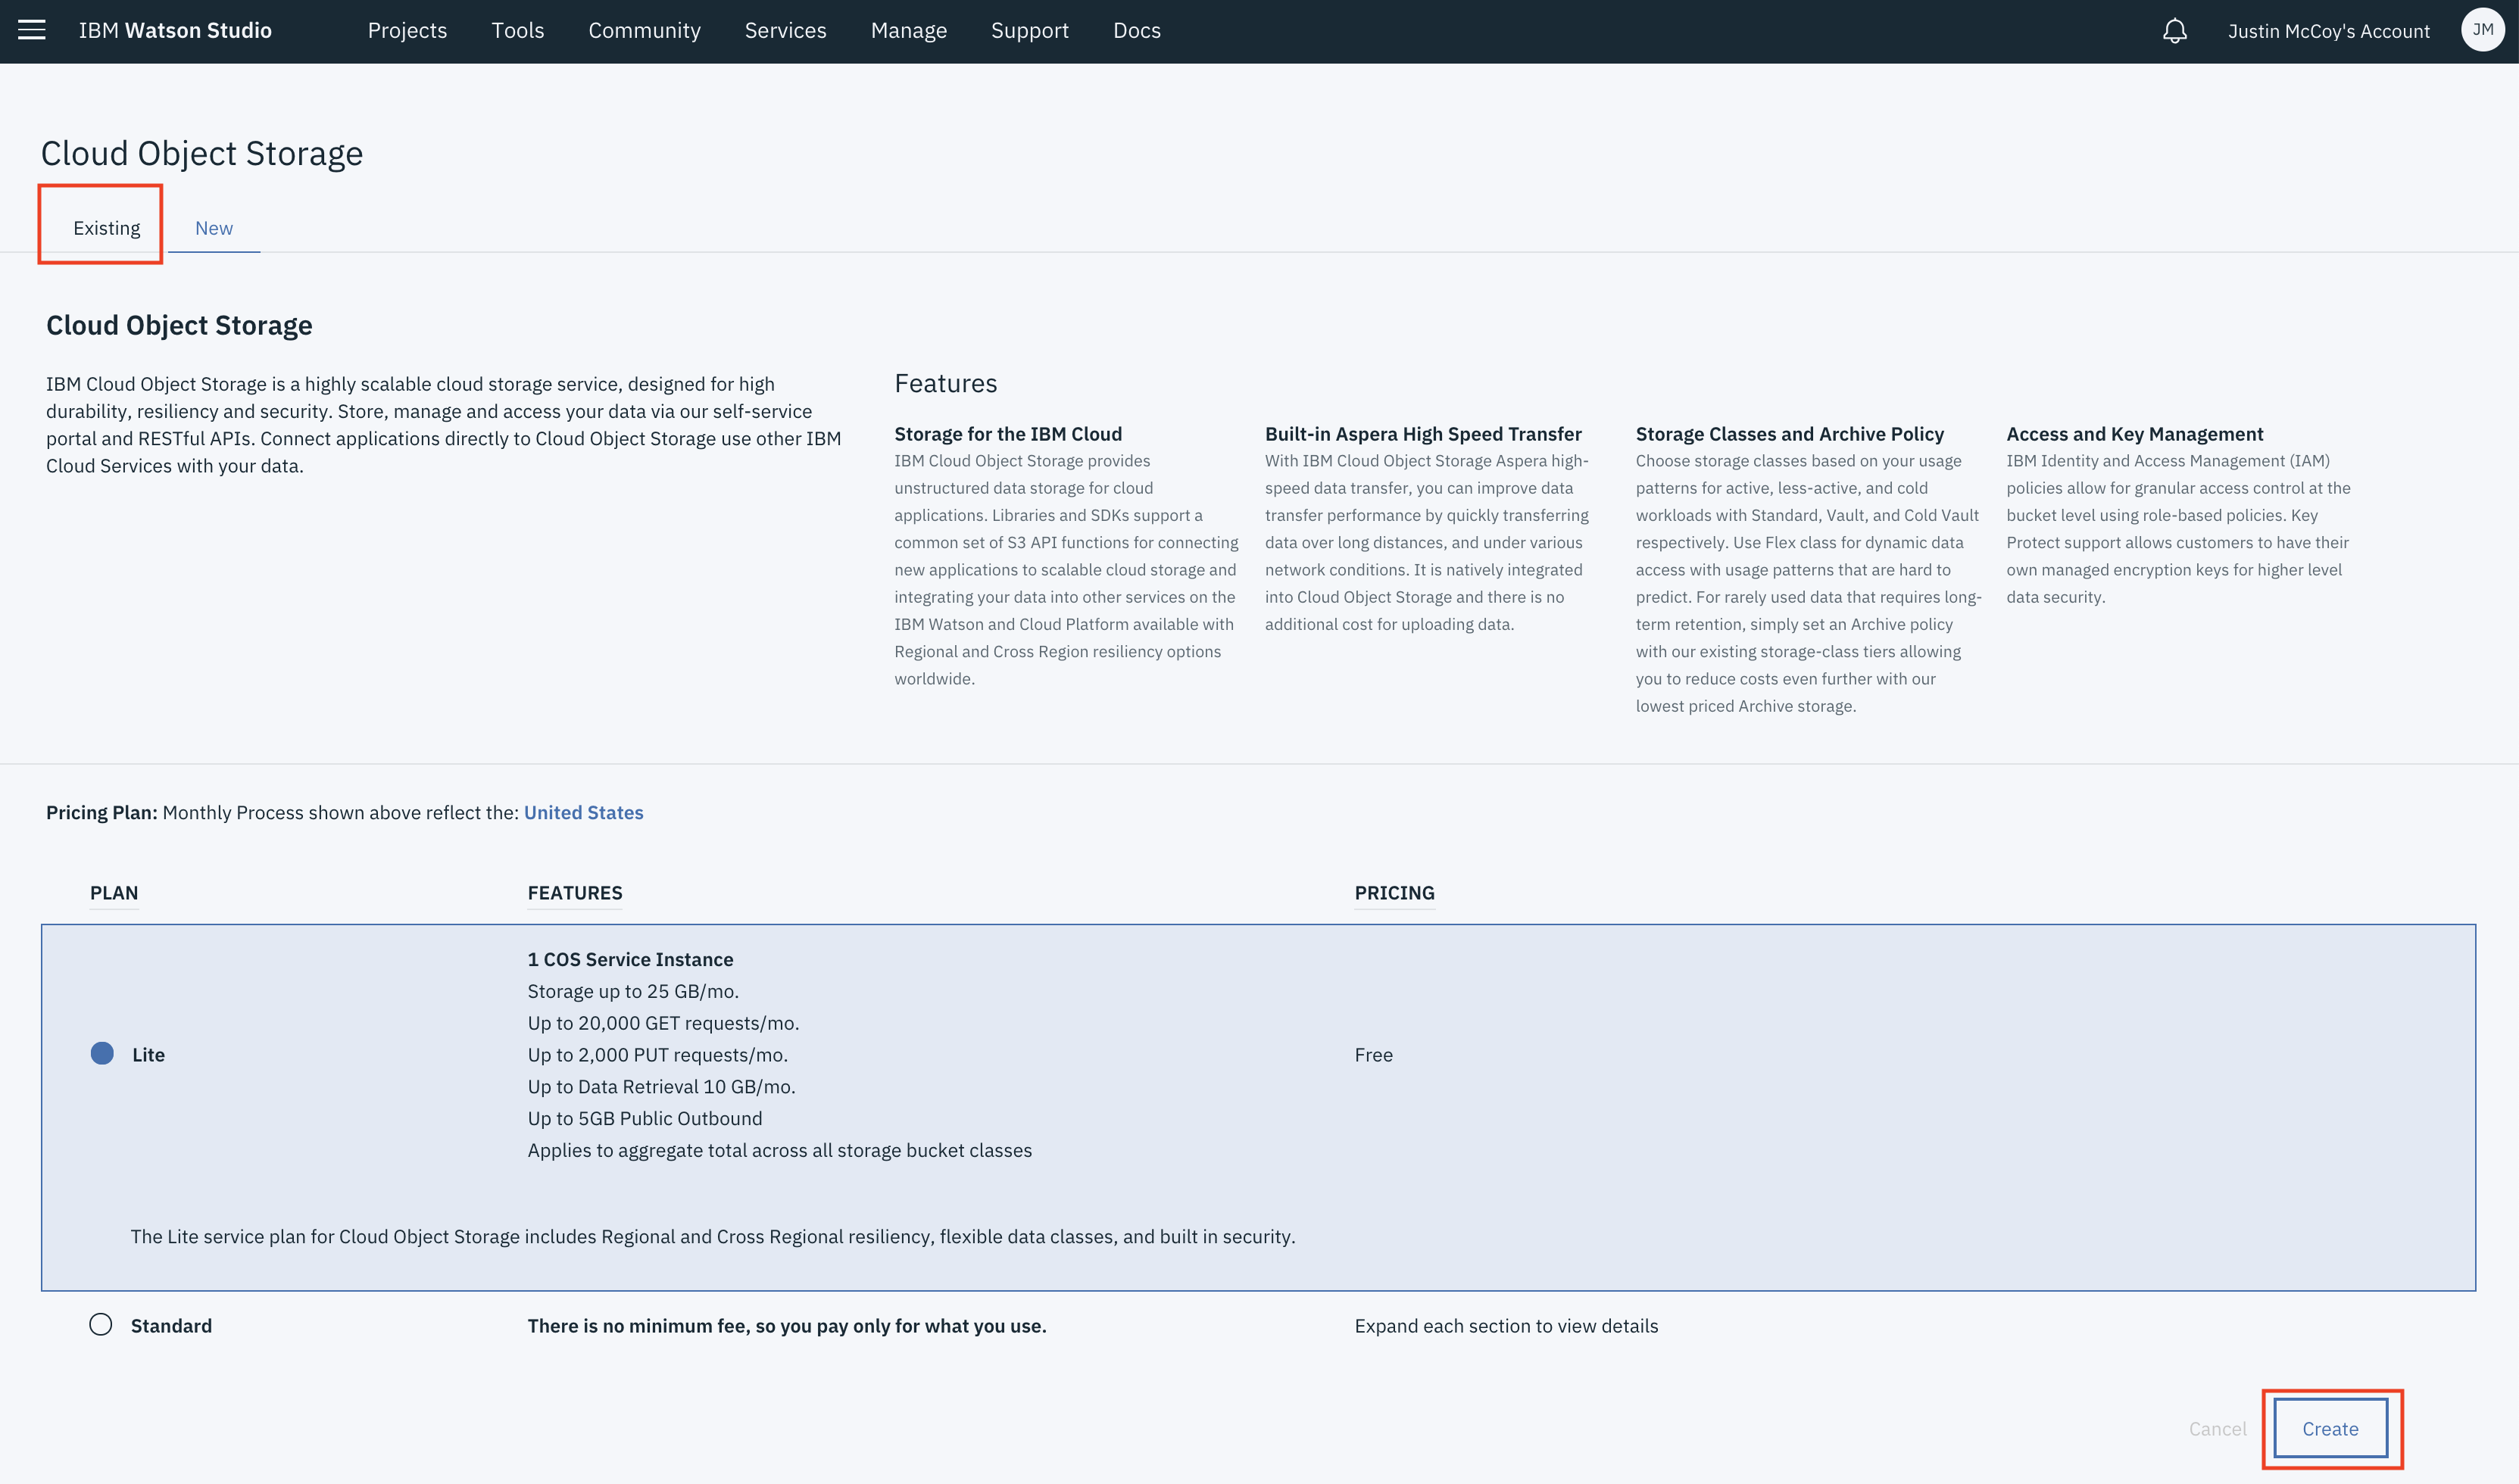 IBM Watson Studio
Projects
Tools
Community
Services
Manage
Support
Docs
Justin McCoy's Account
JM
Cloud Object Storage
Existing
New
Cloud Object Storage
IBM Cloud Object Storage is a highly scalable cloud storage service, designed for high
durability, resiliency and security. Store, manage and access your data via our self-service
portal and RESTful APIs. Connect applications directly to Cloud Object Storage use other IBM
Cloud Services with your data.
Features
Storage for the IBM Cloud
IBM Cloud Object Storage provides
unstructured data storage for cloud
applications. Libraries and SDKs support a
common set of S3 API functions for connecting
new applications to scalable cloud storage and
integrating your data into other services on the
IBM Watson and Cloud Platform available with
Regional and Cross Region resiliency options
worldwide.
Built-in Aspera High Speed Transfer
With IBM Cloud Object Storage Aspera high-
speed data transfer, you can improve data
transfer performance by quickly transferring
data over long distances, and under various
network conditions. It is natively integrated
into Cloud Object Storage and there is no
additional cost for uploading data.
Storage Classes and Archive Policy
Choose storage classes based on your usage
patterns for active, less-active, and cold
workloads with Standard, Vault, and Cold Vault
respectively. Use Flex class for dynamic data
access with usage patterns that are hard to
predict. For rarely used data that requires long-
term retention, simply set an Archive policy
with our existing storage-class tiers allowing
you to reduce costs even further with our
lowest priced Archive storage.
Access and Key Management
IBM Identity and Access Management (IAM)
policies allow for granular access control at the
bucket level using role-based policies. Key
Protect support allows customers to have their
own managed encryption keys for higher level
data security.
Pricing Plan: Monthly Process shown above reflect the: United States
PLAN
FEATURES
PRICING
1 COS Service Instance
Storage up to 25 GB/mo.
Up to 20,000 GET requests/mo.
Lite
Up to 2,000 PUT requests/mo.
Free
Up to Data Retrieval 10 GB/mo.
Up to 5GB Public Outbound
Applies to aggregate total across all storage bucket classes
The Lite service plan for Cloud Object Storage includes Regional and Cross Regional resiliency, flexible data classes, and built in security.
Standard
There is no minimum fee, so you pay only for what you use.
Expand each section to view details
Cancel
Create